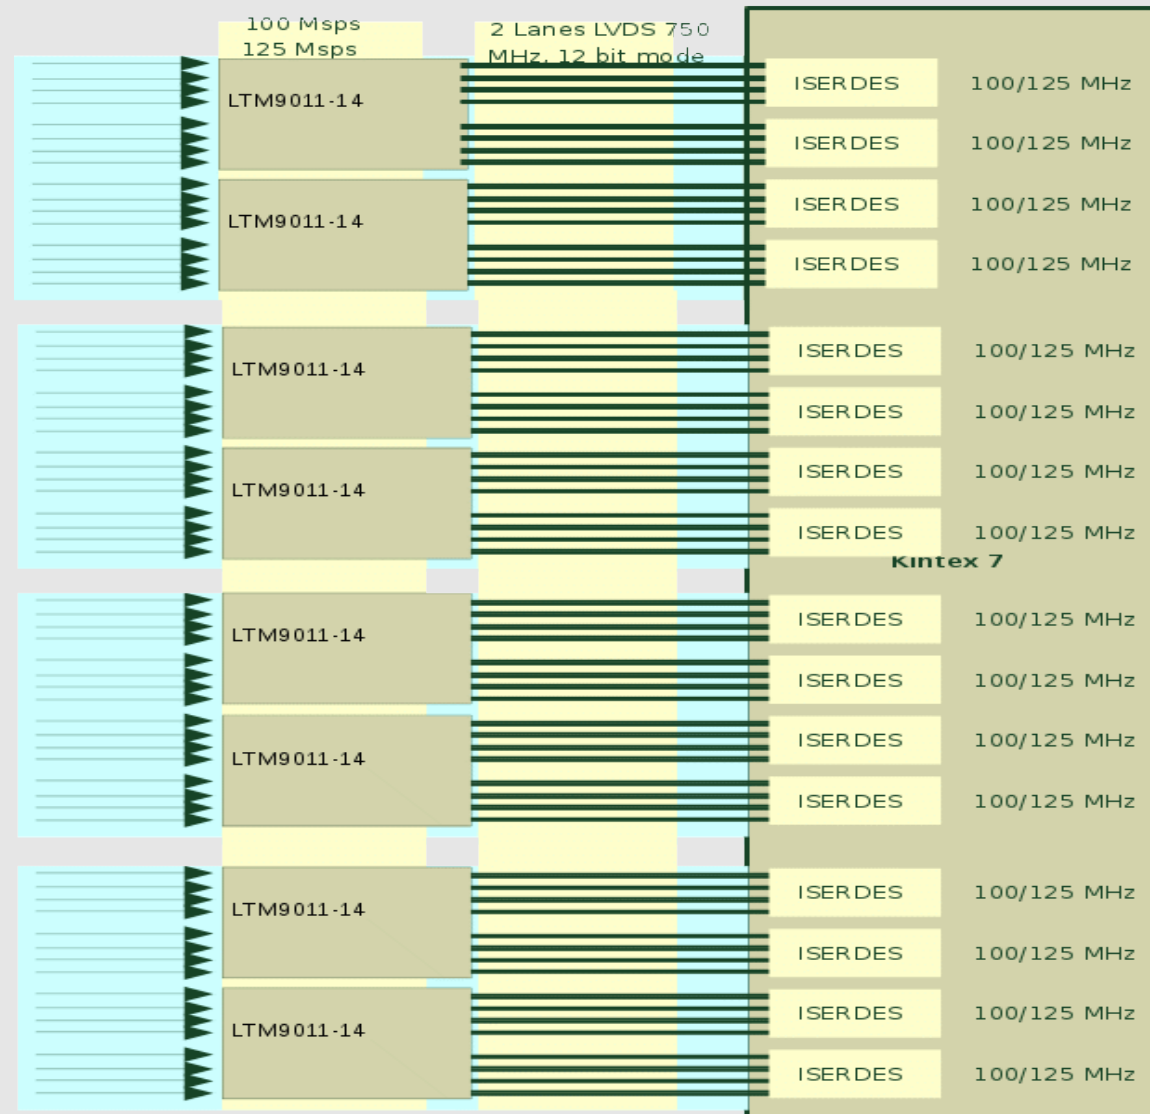 100 Msps
125 Msps
2 Lanes LVDS 750
MHz, 12 bit mode
LTM9011-14
ISERDES 100/125 MHz
ISERDES 100/125 MHz
LTM9011-14
ISERDES 100/125 MHz
ISERDES 100/125 MHz
LTM9011-14
ISERDES 100/125 MHz
ISERDES 100/125 MHz
LTM9011-14
ISERDES 100/125 MHz
ISERDES 100/125 MHz
Kintex 7
LTM9011-14
ISERDES 100/125 MHz
ISERDES 100/125 MHz
LTM9011-14
ISERDES 100/125 MHz
ISERDES 100/125 MHz
LTM9011-14
ISERDES 100/125 MHz
ISERDES 100/125 MHz
LTM9011-14
ISERDES 100/125 MHz
ISERDES 100/125 MHz